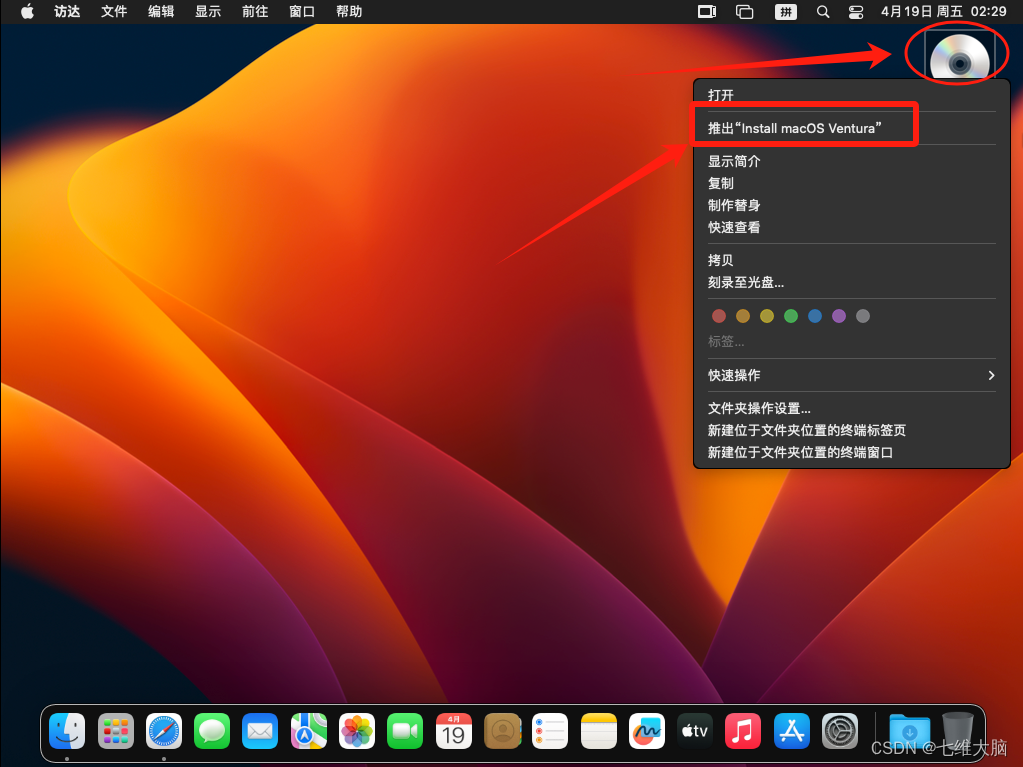 访达 文件 编辑 显示 前往 窗口 帮助 拼 4月19日 周五 02:29
打开
推出“Install macOS Ventura”
显示简介
复制
制作替身
快速查看
拷贝
刻录至光盘...
标签...
快速操作
文件夹操作设置...
新建位于文件夹位置的终端标签页
新建位于文件夹位置的终端窗口
4月
19
tv
CSDN @七维大脑